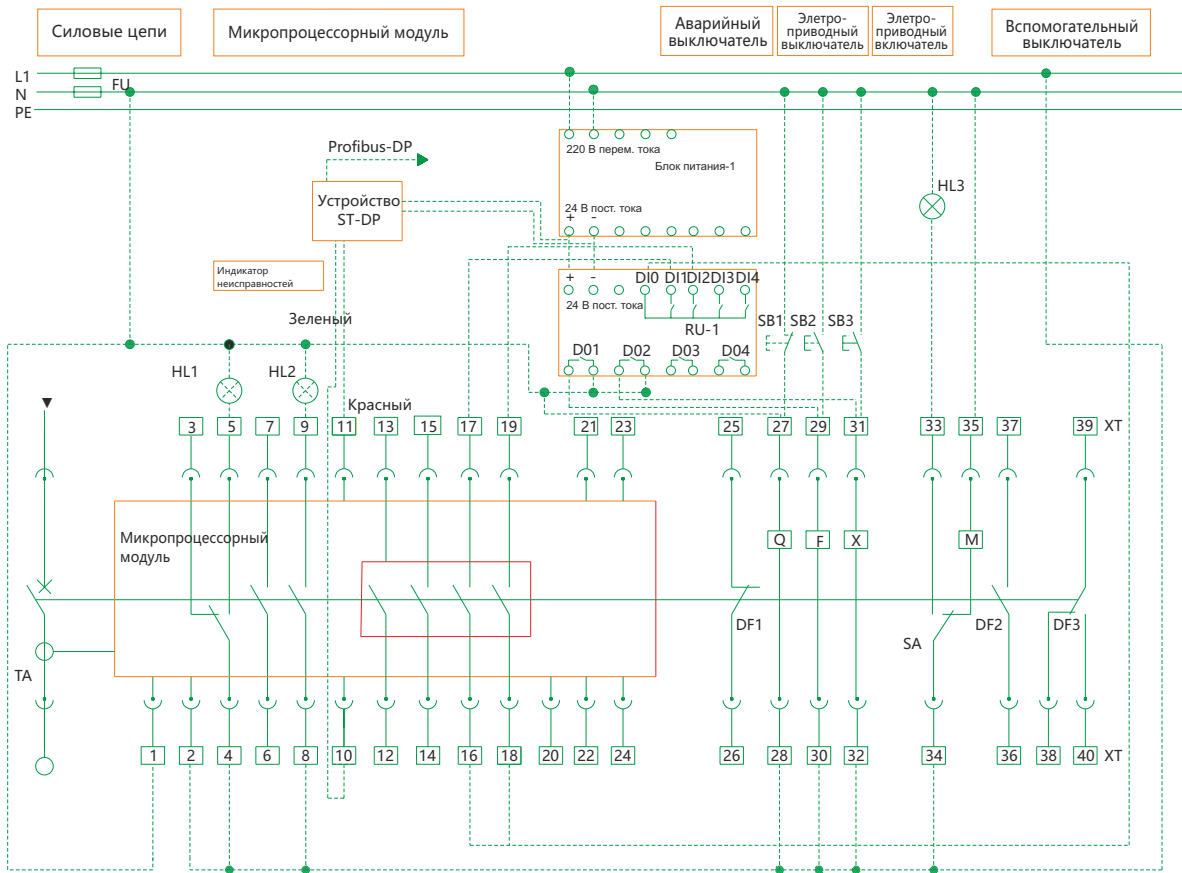 Силовые цепи
Микропроцессорный модуль
Аварийный
выключатель
Элетро-
приводный
выключатель
Элетро-
приводный
включатель
Вспомогательный
выключатель
L1
FU
N
PE
220 В перем. тока
Блок питания-1
Profibus-DP
Устройство
ST-DP
24 В пост. тока
+ -
HL3
Индикатор
неисправностей
+ - DI0 DI1 DI2 DI3 DI4
24 В пост. тока
RU-1
SB1 SB2 SB3
Зеленый
D01 D02 D03 D04
HL1 HL2
Красный
3 5 7 9 11 13 15 17 19 21 23 25 27 29 31 33 35 37 39 XT
Микропроцессорный
модуль
Q F X M
DF1 SA DF2 DF3
TA
1 2 4 6 8 10 12 14 16 18 20 22 24 26 28 30 32 34 36 38 40 XT